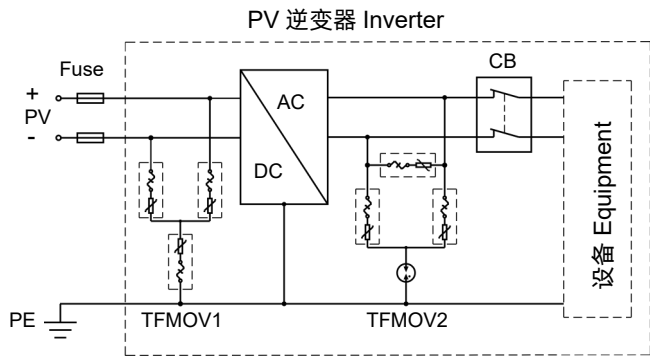 PV 逆变器 Inverter
Fuse
CB
+
PV
-
AC
DC
设备 Equipment
PE
TFMOV1
TFMOV2